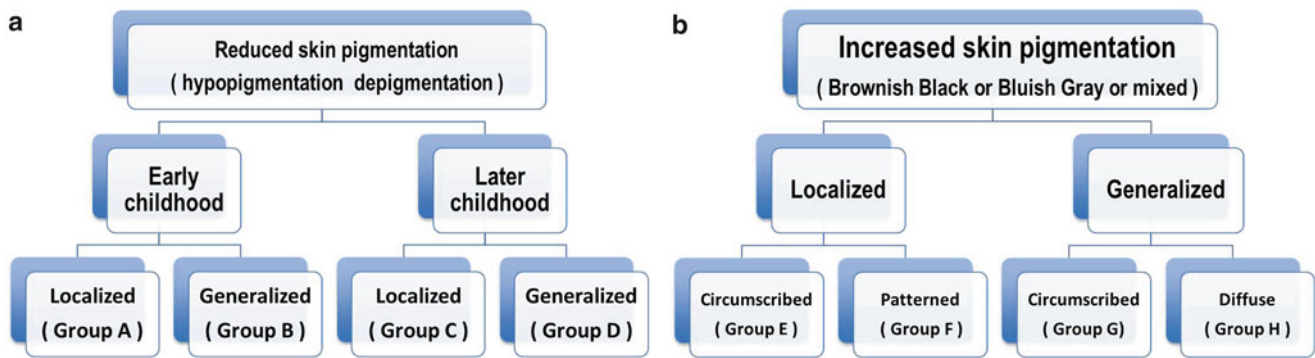 a
Reduced skin pigmentation
( hypopigmentation depigmentation )
Early
childhood
Later
childhood
Localized
( Group A )
Generalized
( Group B )
Localized
( Group C )
Generalized
( Group D )
b
Increased skin pigmentation
( Brownish Black or Bluish Gray or mixed )
Localized
Generalized
Circumscribed
( Group E )
Patterned
( Group F )
Circumscribed
( Group G)
Diffuse
( Group H )